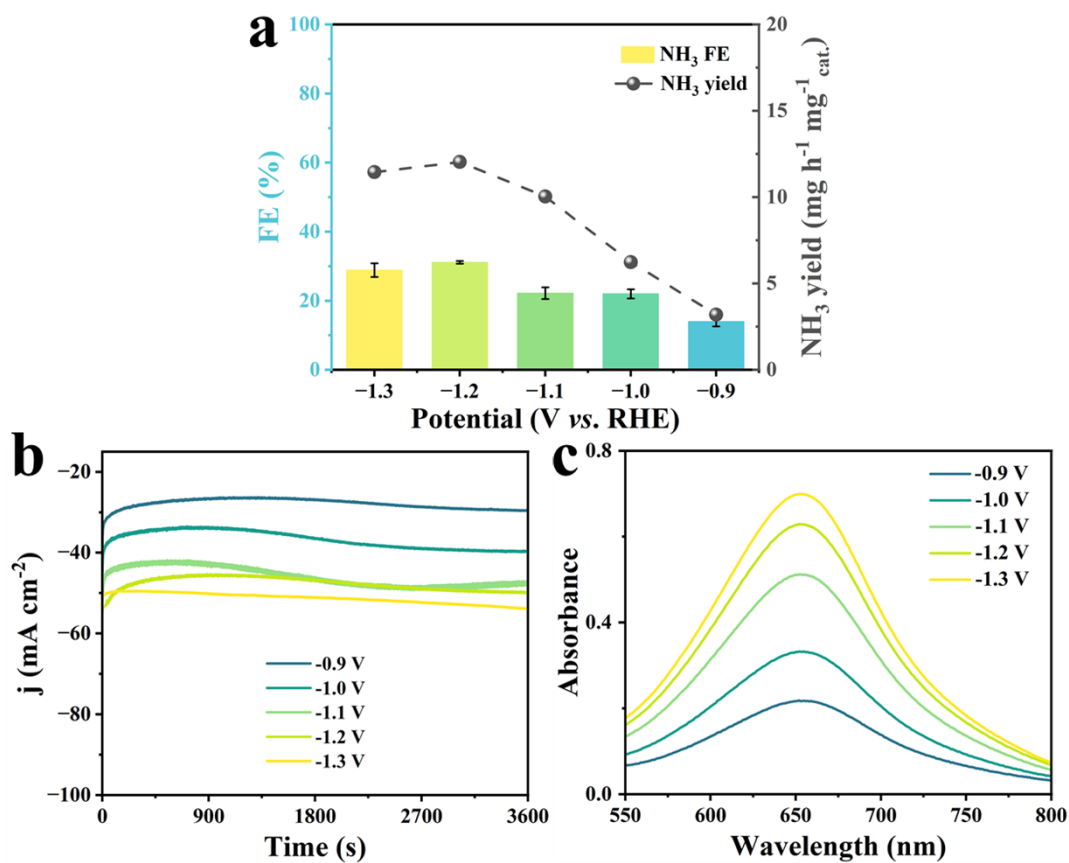 a
100
80
60
40
20
0
FE (%)
NH₃ FE
NH₃ yield
20
15
10
5
0
NH₃ yield (mg h⁻¹ mg⁻¹cat.)
−1.3 −1.2 −1.1 −1.0 −0.9
Potential (V vs. RHE)
b
−20
−40
−60
−80
−100
j (mA cm⁻²)
-0.9 V
-1.0 V
-1.1 V
-1.2 V
-1.3 V
0 900 1800 2700 3600
Time (s)
c
0.8
0.4
0.0
Absorbance
-0.9 V
-1.0 V
-1.1 V
-1.2 V
-1.3 V
550 600 650 700 750 800
Wavelength (nm)